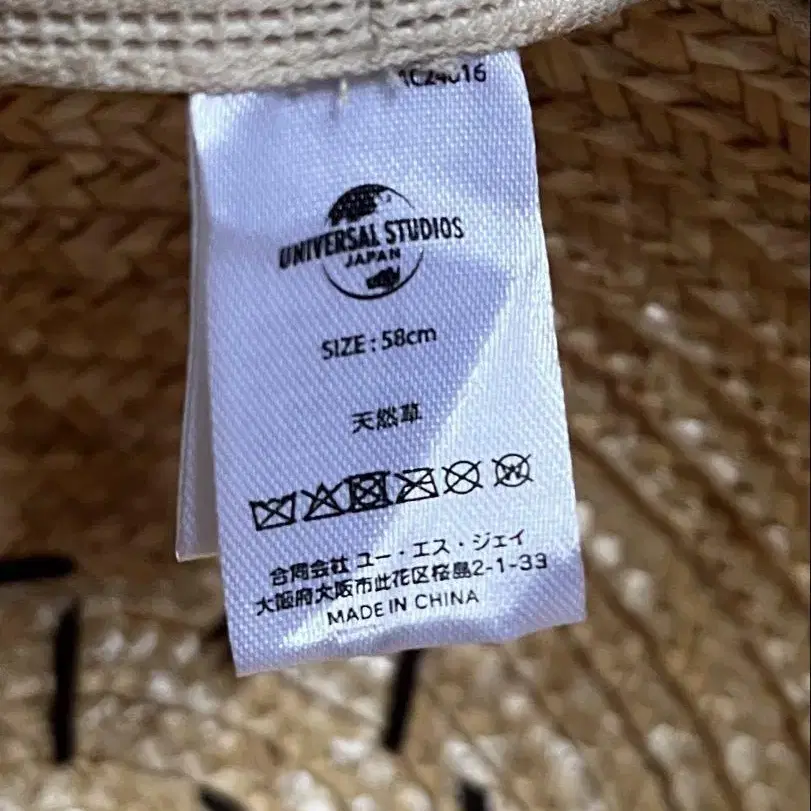 UNIVERSAL STUDIOS
JAPAN
SIZE : 58cm
天然草
W
合同会社 ユー・エス・ジェイ
大阪府大阪市此花区桜島2-1-33
MADE IN CHINA